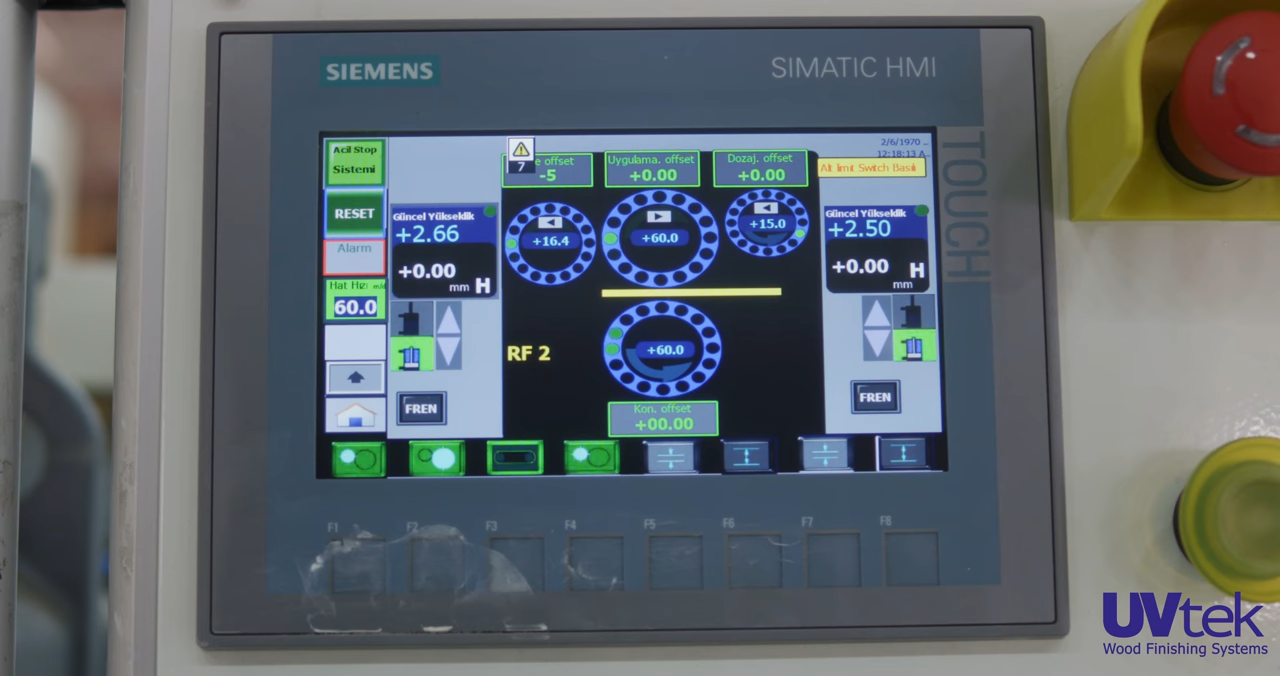 SIEMENS
SIMATIC HMI
TOUCH
2/6/1970
12:18:13 A
Acil Stop
Sistemi
RESET
Alarm
Hat Hızı
60.0
7
e offset
-5
Uygulama. offset
+0.00
Dozaj. offset
+0.00
Alt limit Switch Basılı
Güncel Yükseklik
+2.66
+0.00
mm H
+16.4
+60.0
+15.0
Güncel Yükseklik
+2.50
+0.00
mm H
RF 2
+60.0
FREN
FREN
Kon. offset
+00.00
F1 F2 F3 F4 F5 F6 F7 F8
UVtek
Wood Finishing Systems